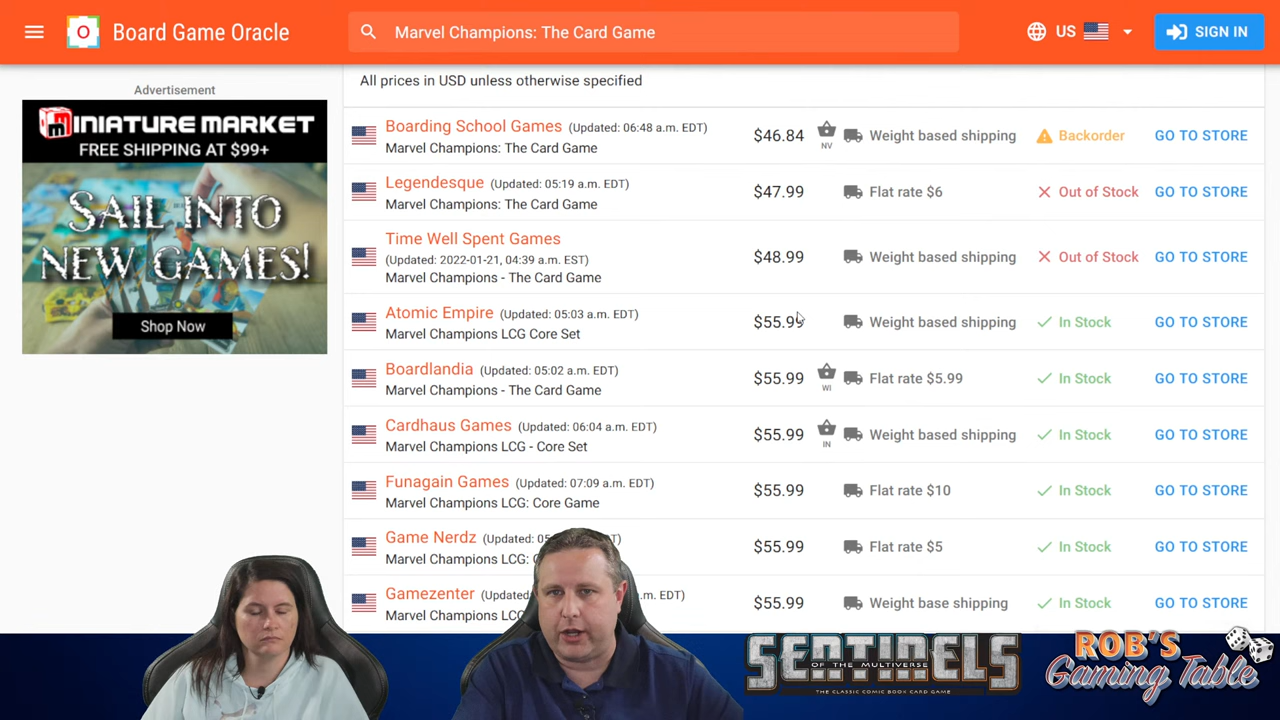 Board Game Oracle
Marvel Champions: The Card Game
US
SIGN IN
Advertisement
MINIATURE MARKET
FREE SHIPPING AT $99+
SAIL INTO
NEW GAMES!
Shop Now
All prices in USD unless otherwise specified
Boarding School Games (Updated: 06:48 a.m. EDT)
Marvel Champions: The Card Game
$46.84 NV Weight based shipping Backorder GO TO STORE
Legendesque (Updated: 05:19 a.m. EDT)
Marvel Champions: The Card Game
$47.99 Flat rate $6 Out of Stock GO TO STORE
Time Well Spent Games
(Updated: 2022-01-21, 04:39 a.m. EST)
Marvel Champions - The Card Game
$48.99 Weight based shipping Out of Stock GO TO STORE
Atomic Empire (Updated: 05:03 a.m. EDT)
Marvel Champions LCG Core Set
$55.99 Weight based shipping In Stock GO TO STORE
Boardlandia (Updated: 05:02 a.m. EDT)
Marvel Champions - The Card Game
$55.99 WI Flat rate $5.99 In Stock GO TO STORE
Cardhaus Games (Updated: 06:04 a.m. EDT)
Marvel Champions LCG - Core Set
$55.99 IN Weight based shipping In Stock GO TO STORE
Funagain Games (Updated: 07:09 a.m. EDT)
Marvel Champions LCG: Core Game
$55.99 Flat rate $10 In Stock GO TO STORE
Game Nerdz (Updated:
Marvel Champions LCG:
$55.99 Flat rate $5 In Stock GO TO STORE
Gamezenter m. EDT)
Marvel Champions
$55.99 Weight base shipping In Stock GO TO STORE
SENTINELS
OF THE MULTIVERSE
THE CLASSIC COMIC BOOK CARD GAME
ROB'S
Gaming Table